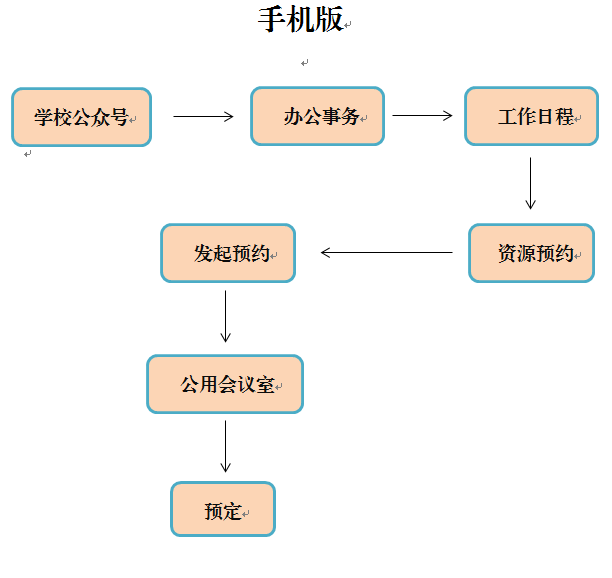 手机版
学校公众号
办公事务
工作日程
资源预约
发起预约
公用会议室
预定